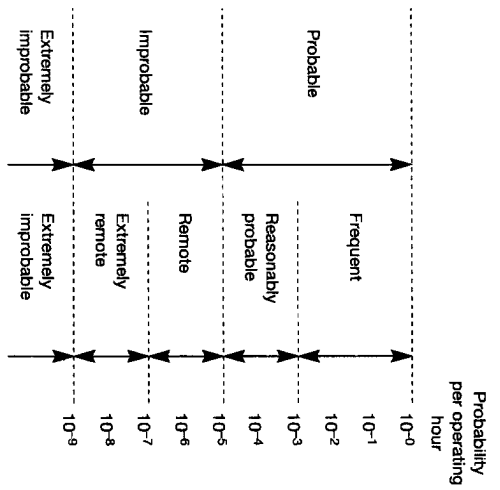 Probability
per operating
hour
10⁻⁰
10⁻¹
10⁻²
10⁻³
10⁻⁴
10⁻⁵
10⁻⁶
10⁻⁷
10⁻⁸
10⁻⁹
Frequent
Reasonably
probable
Remote
Extremely
remote
Extremely
improbable
Probable
Improbable
Extremely
improbable